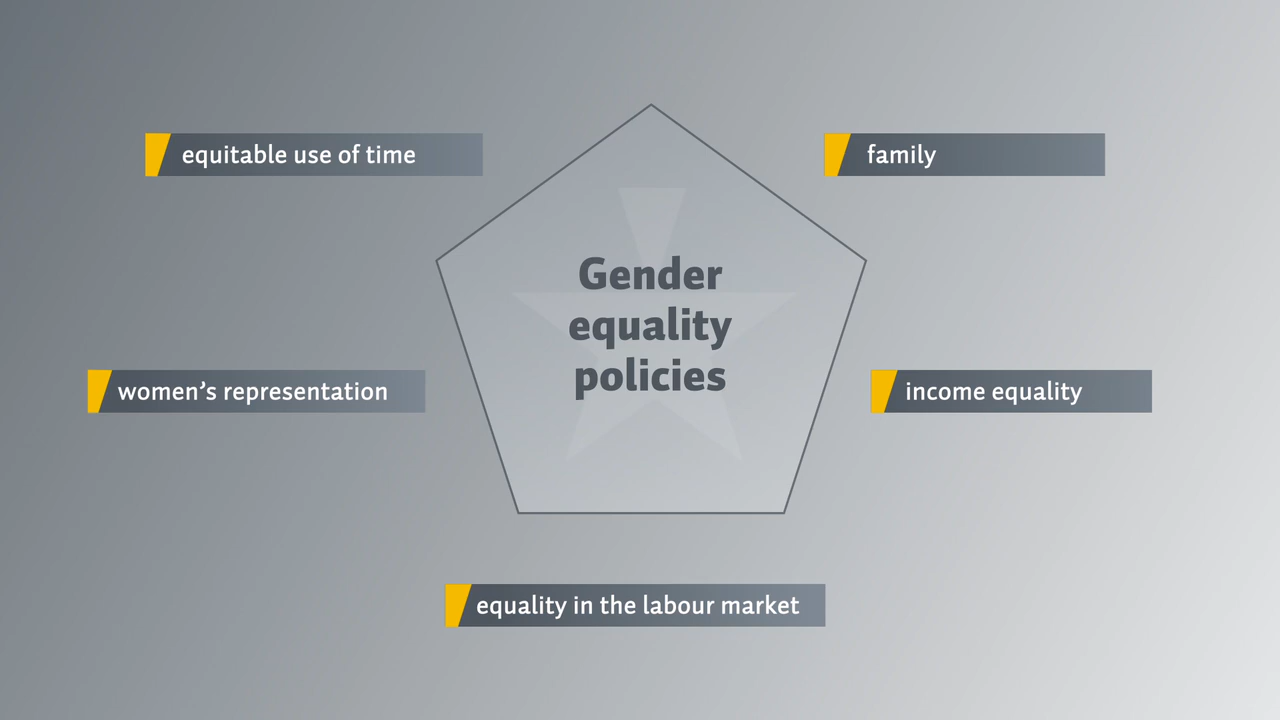 equitable use of time
family
Gender
equality
policies
women’s representation
income equality
equality in the labour market